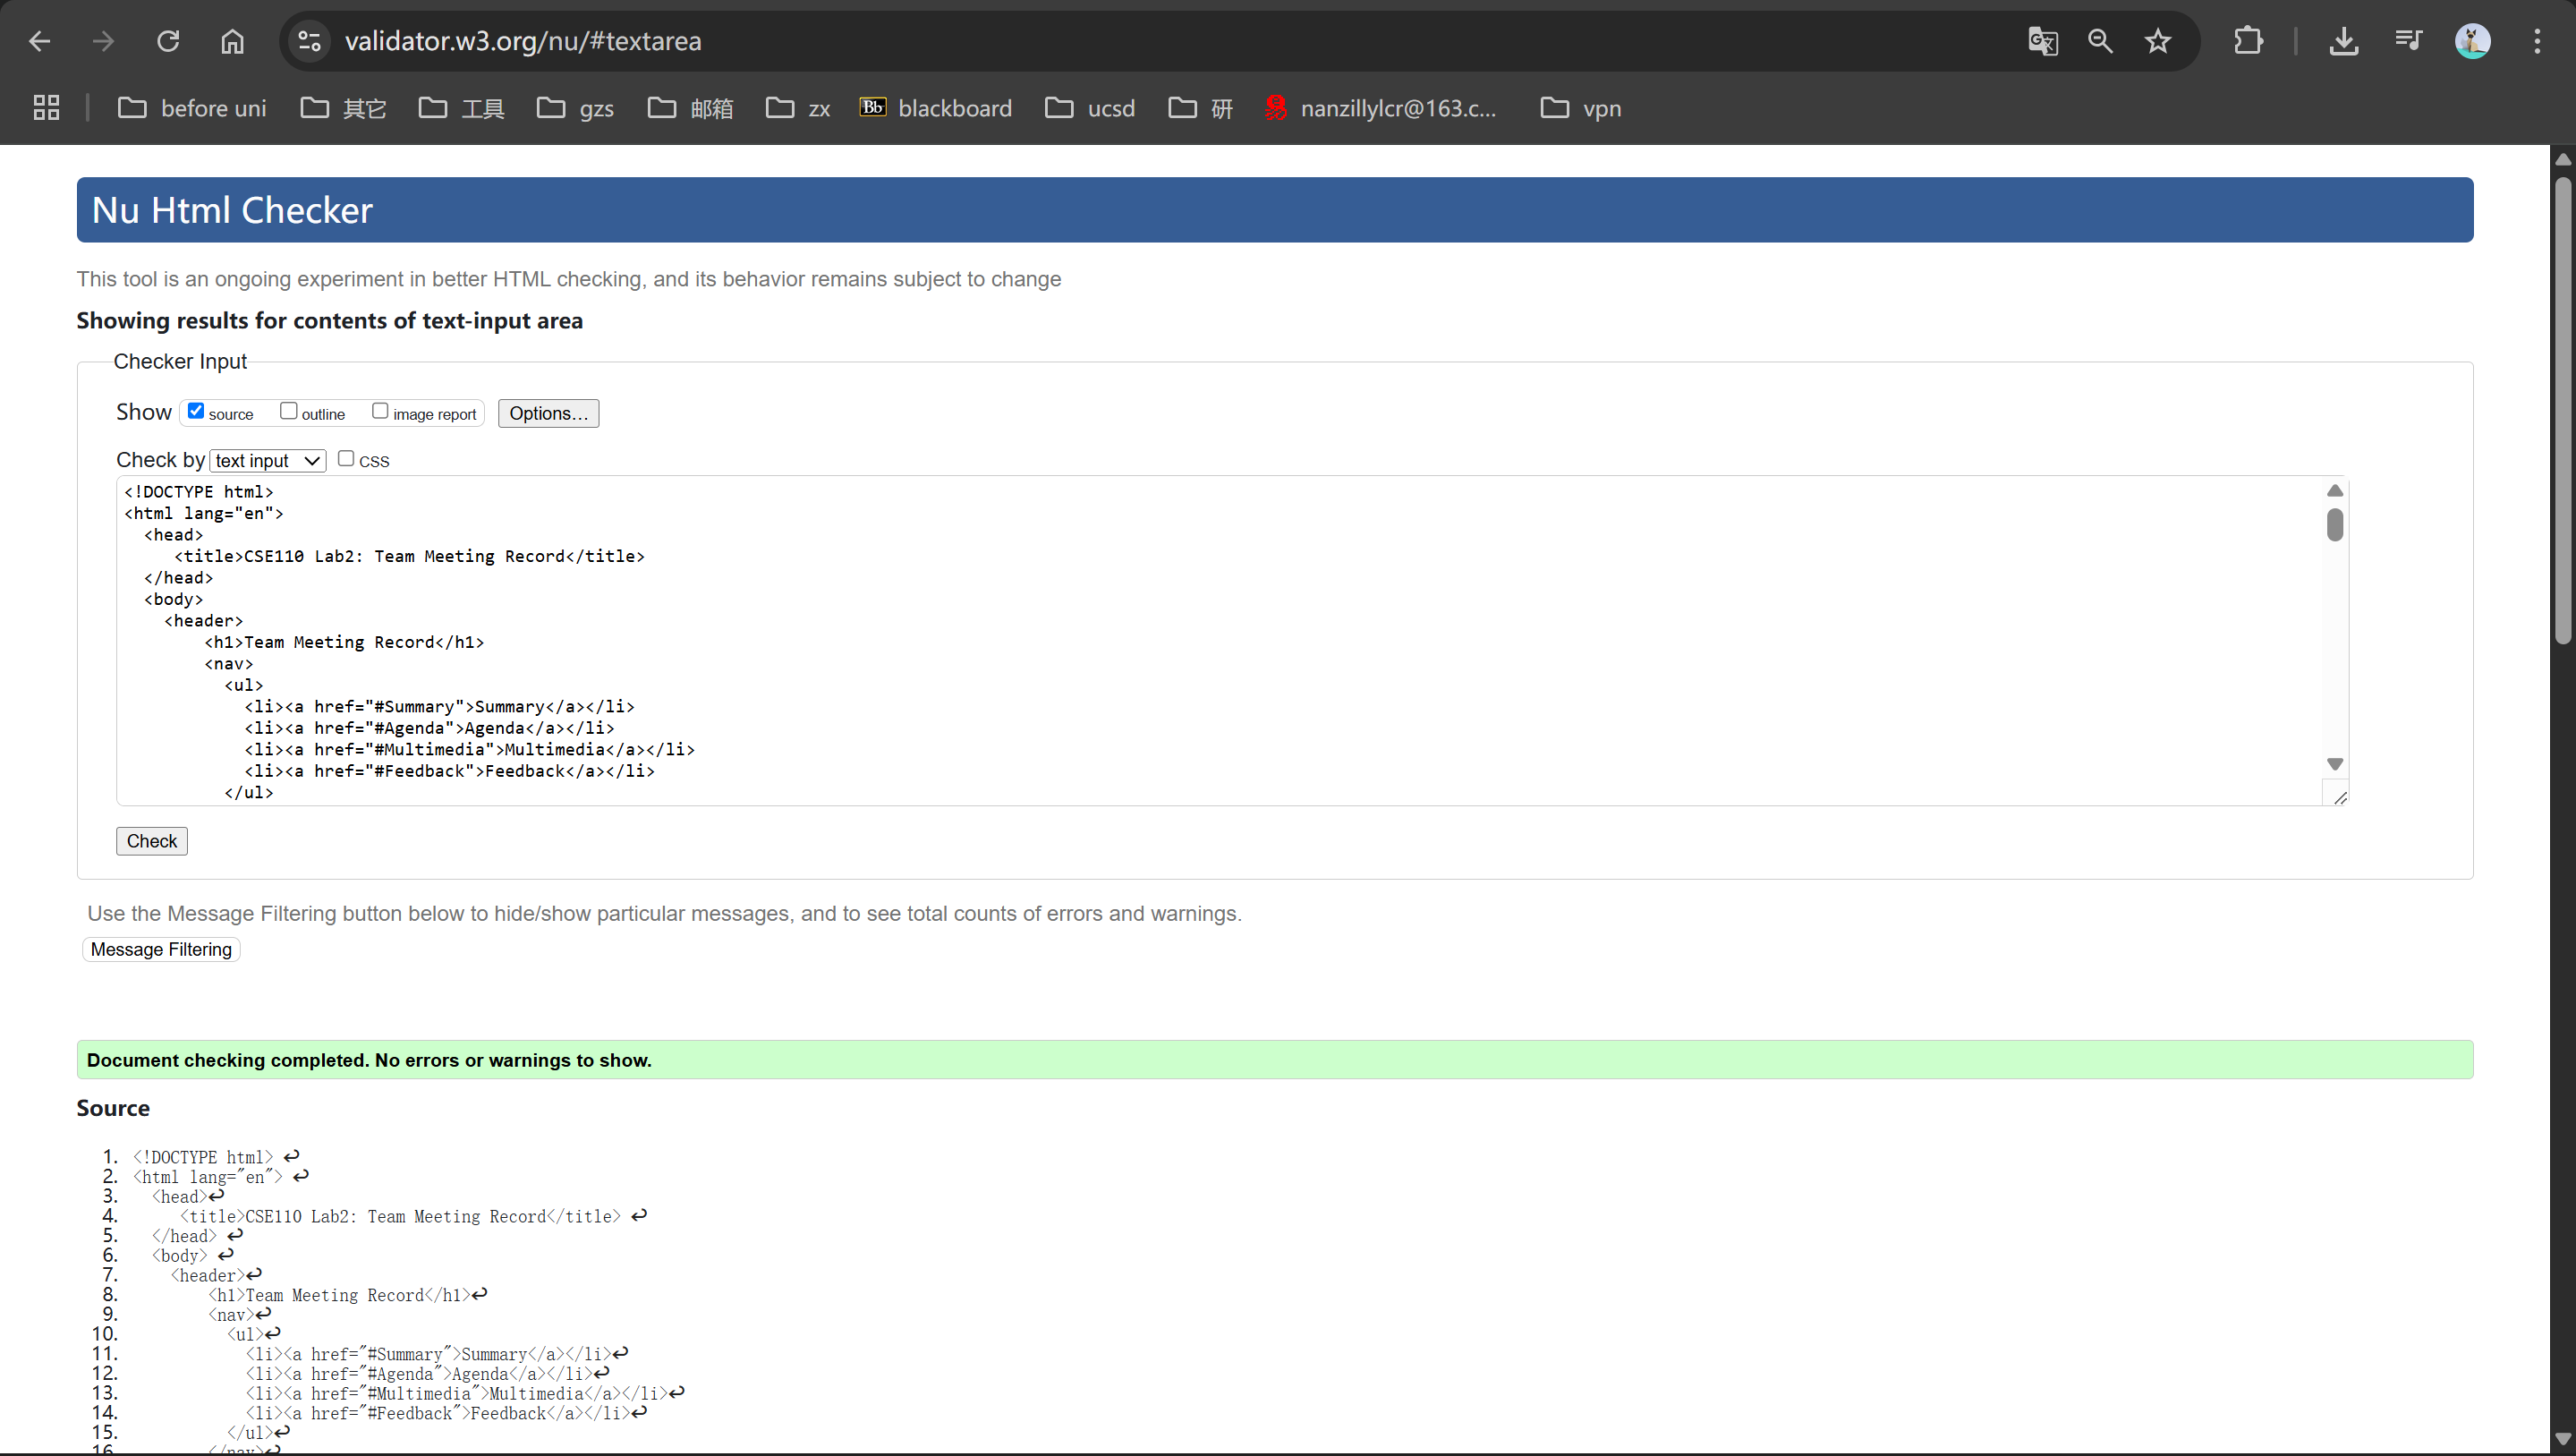 validator.w3.org/nu/#textarea
before uni 其它 工具 gzs 邮箱 zx Bb blackboard ucsd 研 nanzillylcr@163.c... vpn
Nu Html Checker
This tool is an ongoing experiment in better HTML checking, and its behavior remains subject to change
Showing results for contents of text-input area
Checker Input
Show source outline image report Options…
Check by text input CSS
<!DOCTYPE html>
<html lang="en">
<head>
<title>CSE110 Lab2: Team Meeting Record</title>
</head>
<body>
<header>
<h1>Team Meeting Record</h1>
<nav>
<ul>
<li><a href="#Summary">Summary</a></li>
<li><a href="#Agenda">Agenda</a></li>
<li><a href="#Multimedia">Multimedia</a></li>
<li><a href="#Feedback">Feedback</a></li>
</ul>
Check
Use the Message Filtering button below to hide/show particular messages, and to see total counts of errors and warnings.
Message Filtering
Document checking completed. No errors or warnings to show.
Source
1. <!DOCTYPE html> ↩
2. <html lang="en"> ↩
3. <head>↩
4. <title>CSE110 Lab2: Team Meeting Record</title> ↩
5. </head> ↩
6. <body> ↩
7. <header>↩
8. <h1>Team Meeting Record</h1>↩
9. <nav>↩
10. <ul>↩
11. <li><a href="#Summary">Summary</a></li>↩
12. <li><a href="#Agenda">Agenda</a></li>↩
13. <li><a href="#Multimedia">Multimedia</a></li>↩
14. <li><a href="#Feedback">Feedback</a></li>↩
15. </ul>↩
16. </nav>↩